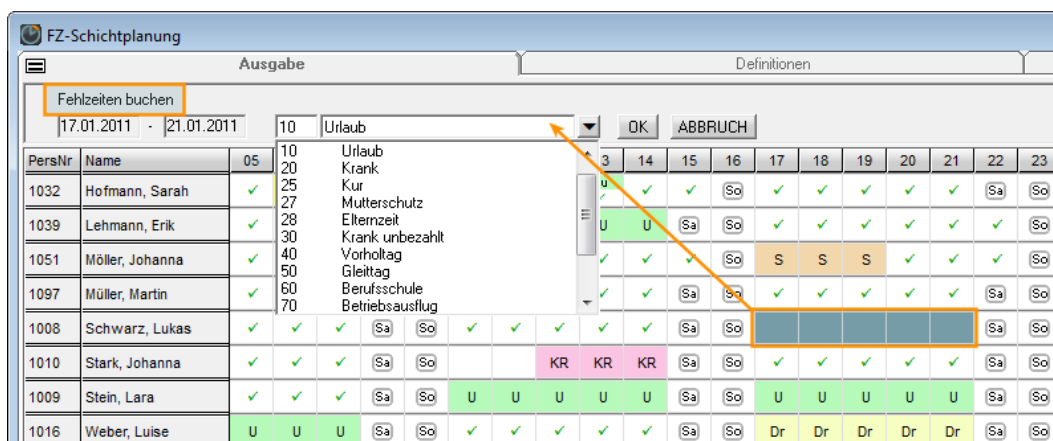 FZ-Schichtplanung
Ausgabe Definitionen
Fehlzeiten buchen
17.01.2011 - 21.01.2011 10 Urlaub OK ABBRUCH
10 Urlaub
20 Krank
25 Kur
27 Mutterschutz
28 Elternzeit
30 Krank unbezahlt
40 Vorholtag
50 Gleittag
60 Berufsschule
70 Betriebsausflug
PersNr Name 05 3 14 15 16 17 18 19 20 21 22 23
1032 Hofmann, Sarah ✓ u ✓ ✓ So ✓ ✓ ✓ ✓ ✓ Sa So
1039 Lehmann, Erik ✓ U U Sa So ✓ ✓ ✓ ✓ ✓ ✓ So
1051 Möller, Johanna ✓ ✓ ✓ So S S S ✓ ✓ ✓ So
1097 Müller, Martin ✓ ✓ ✓ Sa So ✓ ✓ ✓ ✓ ✓ Sa So
1008 Schwarz, Lukas ✓ ✓ ✓ Sa So ✓ ✓ ✓ ✓ ✓ Sa So Sa So
1010 Stark, Johanna ✓ ✓ ✓ Sa So KR KR KR Sa So ✓ ✓ ✓ ✓ ✓ Sa So
1009 Stein, Lara ✓ ✓ ✓ Sa So U U U U U Sa So U U U U U Sa So
1016 Weber, Luise U U U Sa So ✓ ✓ ✓ ✓ ✓ Sa So Dr Dr Dr Dr Dr Sa So